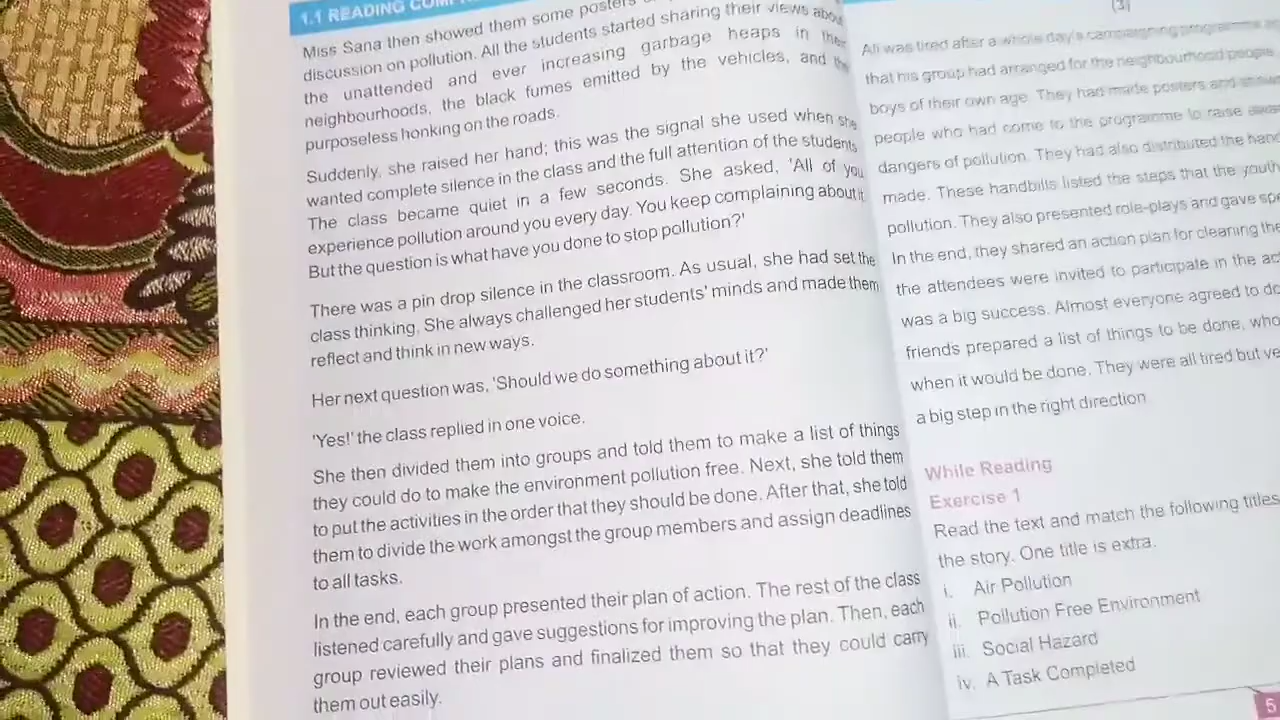 1.1 READING
Miss Sana then showed them some posters
discussion on pollution. All the students started sharing their views about
the unattended and ever increasing garbage heaps in their
neighbourhoods, the black fumes emitted by the vehicles, and the
purposeless honking on the roads.
Suddenly, she raised her hand; this was the signal she used when she
wanted complete silence in the class and the full attention of the students
The class became quiet in a few seconds. She asked, 'All of you
experience pollution around you every day. You keep complaining about it
But the question is what have you done to stop pollution?'
There was a pin drop silence in the classroom. As usual, she had set the
class thinking. She always challenged her students' minds and made them
reflect and think in new ways.
Her next question was, 'Should we do something about it?'
'Yes!' the class replied in one voice.
She then divided them into groups and told them to make a list of things
they could do to make the environment pollution free. Next, she told them
to put the activities in the order that they should be done. After that, she told
them to divide the work amongst the group members and assign deadlines
to all tasks.
In the end, each group presented their plan of action. The rest of the class
listened carefully and gave suggestions for improving the plan. Then, each
group reviewed their plans and finalized them so that they could carry
them out easily.
(3)
Ali was tired after a whole day's campaigning programme
that his group had arranged for the neighbourhood people
boys of their own age. They had made posters and
people who had come to the programme to raise
dangers of pollution. They had also distributed the
made. These handbills listed the steps that the youth
pollution. They also presented role-plays and gave
In the end, they shared an action plan for cleaning the
the attendees were invited to participate in the
was a big success. Almost everyone agreed to do
friends prepared a list of things to be done, who
when it would be done. They were all tired but
a big step in the right direction
While Reading
Exercise 1
Read the text and match the following titles
the story. One title is extra.
i. Air Pollution
ii. Pollution Free Environment
iii. Social Hazard
iv. A Task Completed
5